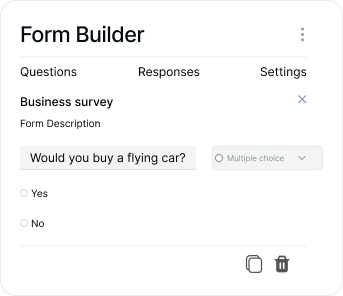 Form Builder
Questions Responses Settings
Business survey
Form Description
Would you buy a flying car? Multiple choice
Yes
No